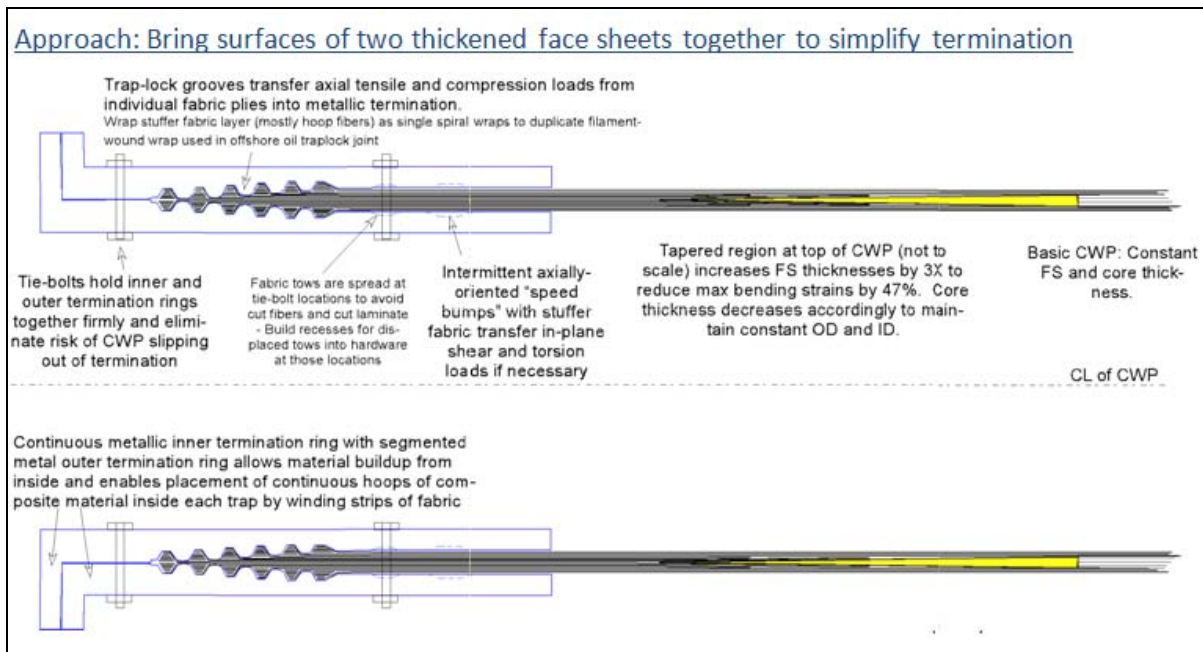 Approach: Bring surfaces of two thickened face sheets together to simplify termination
Trap-lock grooves transfer axial tensile and compression loads from
individual fabric plies into metallic termination.
Wrap stuffer fabric layer (mostly hoop fibers) as single spiral wraps to duplicate filament-
wound wrap used in offshore oil traplock joint
Tie-bolts hold inner and
outer termination rings
together firmly and elimi-
nate risk of CWP slipping
out of termination
Fabric tows are spread at
tie-bolt locations to avoid
cut fibers and cut laminate
- Build recesses for dis-
placed tows into hardware
at those locations
Intermittent axially-
oriented "speed
bumps" with stuffer
fabric transfer in-plane
shear and torsion
loads if necessary
Tapered region at top of CWP (not to
scale) increases FS thicknesses by 3X to
reduce max bending strains by 47%. Core
thickness decreases accordingly to main-
tain constant OD and ID.
Basic CWP: Constant
FS and core thick-
ness.
CL of CWP
Continuous metallic inner termination ring with segmented
metal outer termination ring allows material buildup from
inside and enables placement of continuous hoops of com-
posite material inside each trap by winding strips of fabric